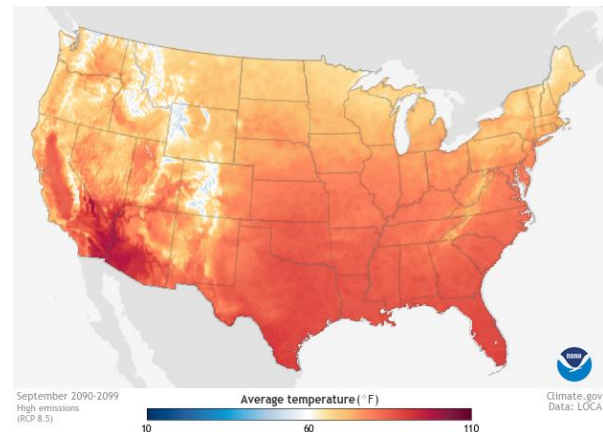 NOAA
September 2090-2099
High emissions
(RCP 8.5)
Average temperature(°F)
10
60
110
Climate.gov
Data: LOCA